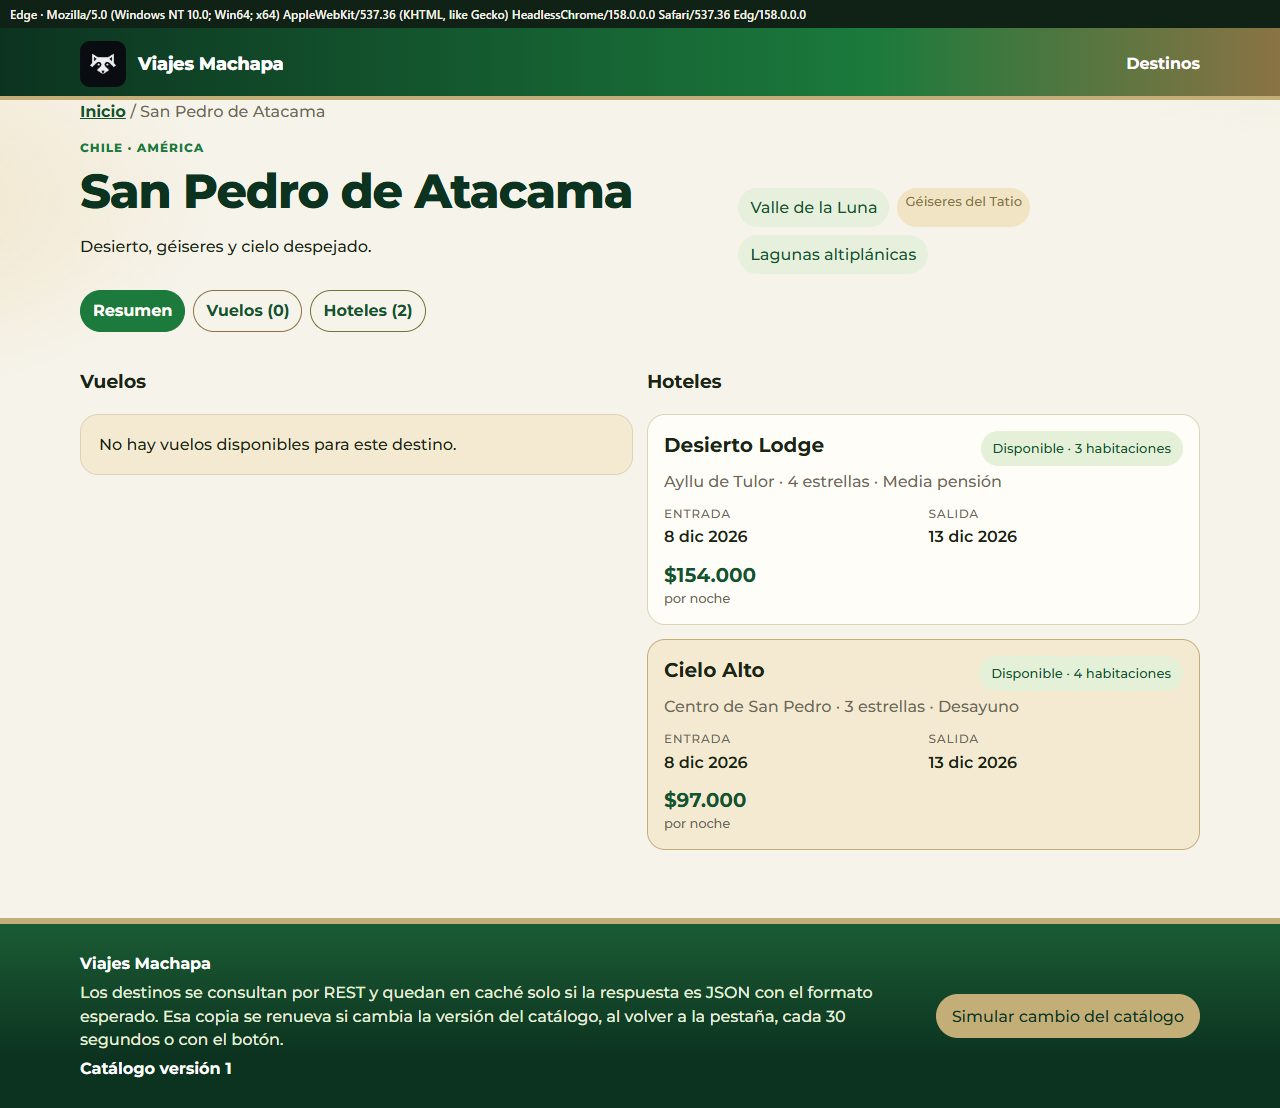 Edge · Mozilla/5.0 (Windows NT 10.0; Win64; x64) AppleWebKit/537.36 (KHTML, like Gecko) HeadlessChrome/158.0.0.0 Safari/537.36 Edg/158.0.0.0
Viajes Machapa
Destinos
Inicio / San Pedro de Atacama
CHILE · AMÉRICA
San Pedro de Atacama
Desierto, géiseres y cielo despejado.
Valle de la Luna
Géiseres del Tatio
Lagunas altiplánicas
Resumen
Vuelos (0)
Hoteles (2)
Vuelos
No hay vuelos disponibles para este destino.
Hoteles
Desierto Lodge
Disponible · 3 habitaciones
Ayllu de Tulor · 4 estrellas · Media pensión
ENTRADA
8 dic 2026
SALIDA
13 dic 2026
$154.000
por noche
Cielo Alto
Disponible · 4 habitaciones
Centro de San Pedro · 3 estrellas · Desayuno
ENTRADA
8 dic 2026
SALIDA
13 dic 2026
$97.000
por noche
Viajes Machapa
Los destinos se consultan por REST y quedan en caché solo si la respuesta es JSON con el formato
esperado. Esa copia se renueva si cambia la versión del catálogo, al volver a la pestaña, cada 30
segundos o con el botón.
Catálogo versión 1
Simular cambio del catálogo